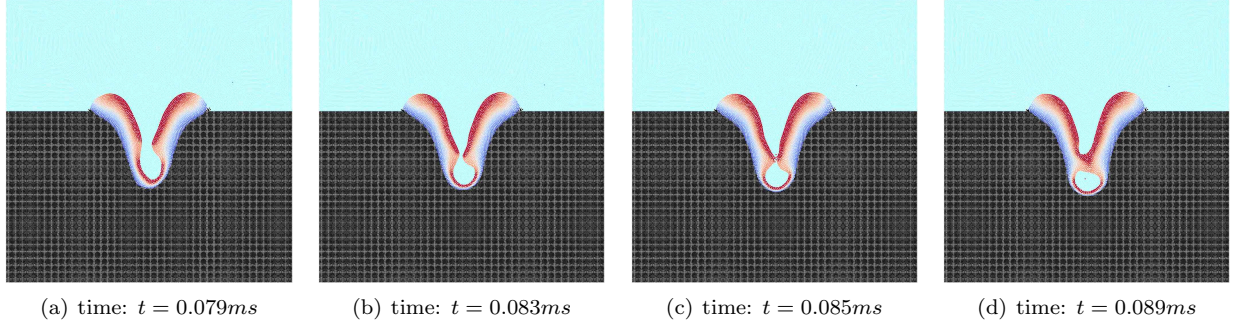 (a) time: t = 0.079ms
(b) time: t = 0.083ms
(c) time: t = 0.085ms
(d) time: t = 0.089ms